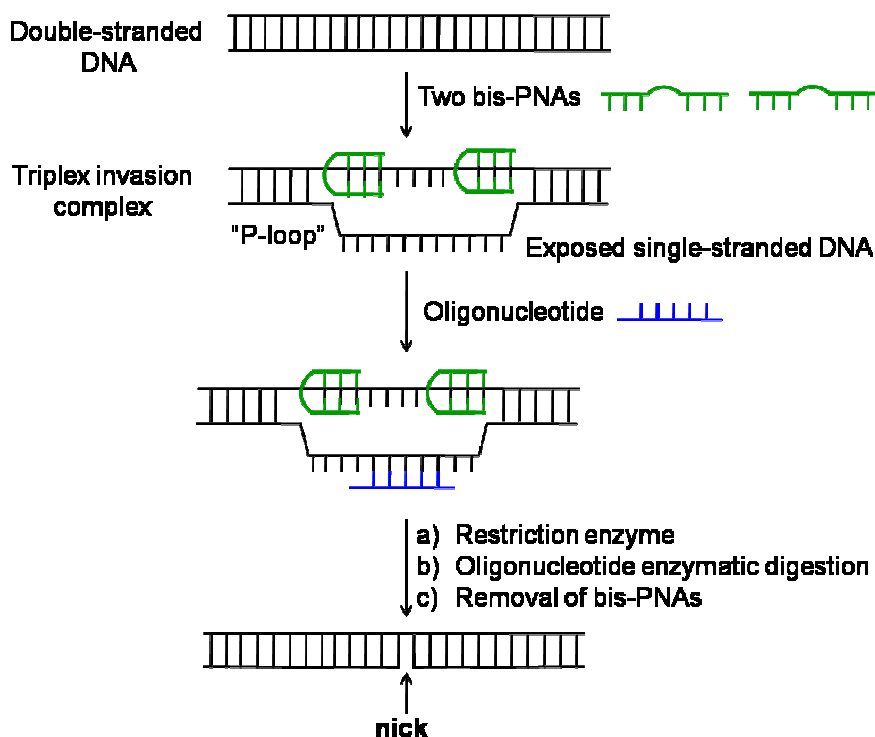 Double-stranded
DNA
Two bis-PNAs
Triplex invasion
complex
"P-loop"
Exposed single-stranded DNA
Oligonucleotide
a) Restriction enzyme
b) Oligonucleotide enzymatic digestion
c) Removal of bis-PNAs
nick